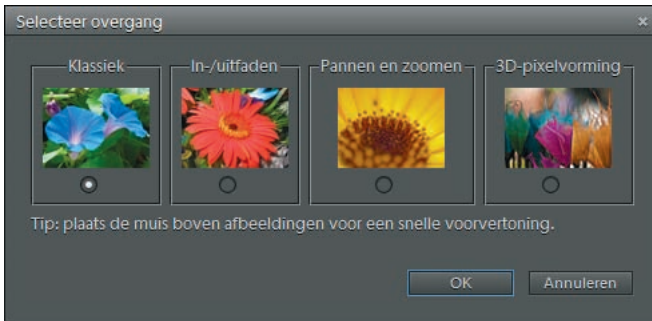 Selecteer overgang
Klassiek In-/uitfaden Pannen en zoomen 3D-pixelvorming
Tip: plaats de muis boven afbeeldingen voor een snelle voorvertoning.
OK Annuleren